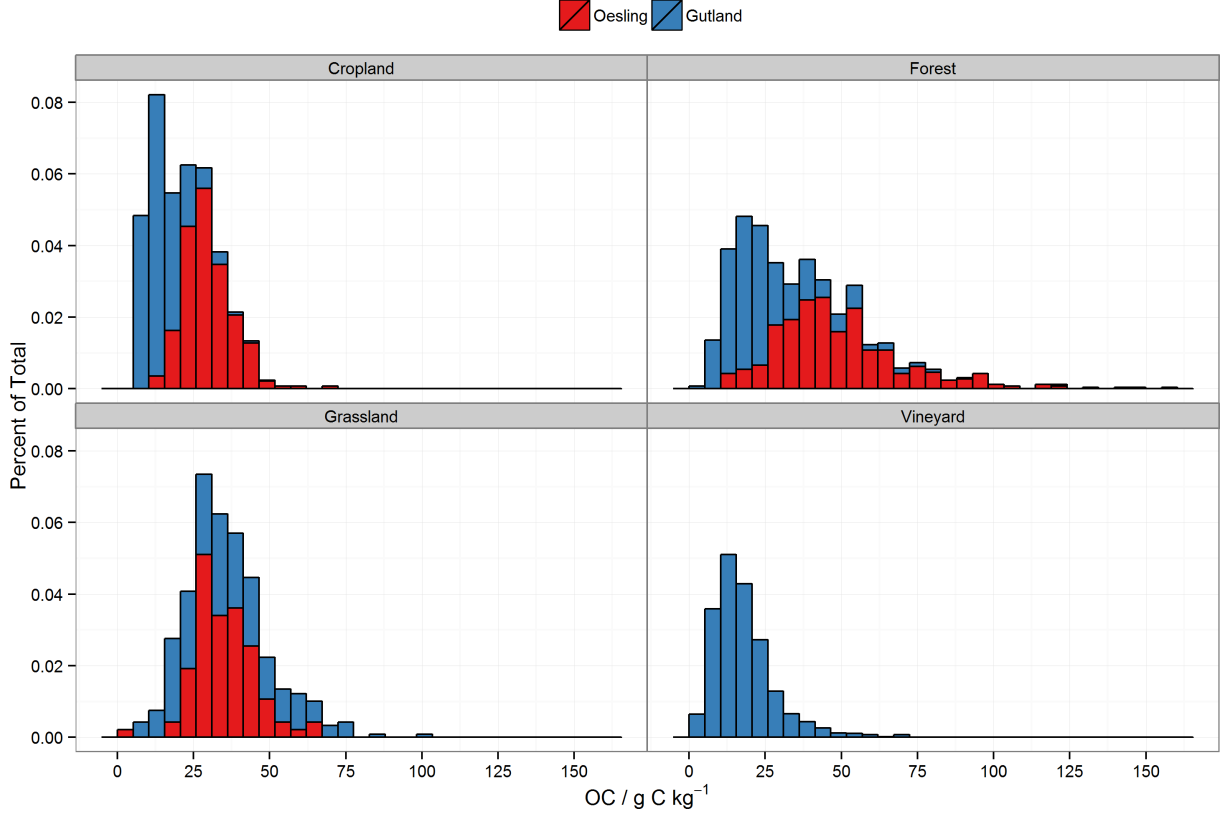 Oesling Gutland
Cropland Forest
0.08
0.06
0.04
0.02
0.00
Percent of Total
Grassland Vineyard
0.08
0.06
0.04
0.02
0.00
0 25 50 75 100 125 150 0 25 50 75 100 125 150
OC / g C kg⁻¹